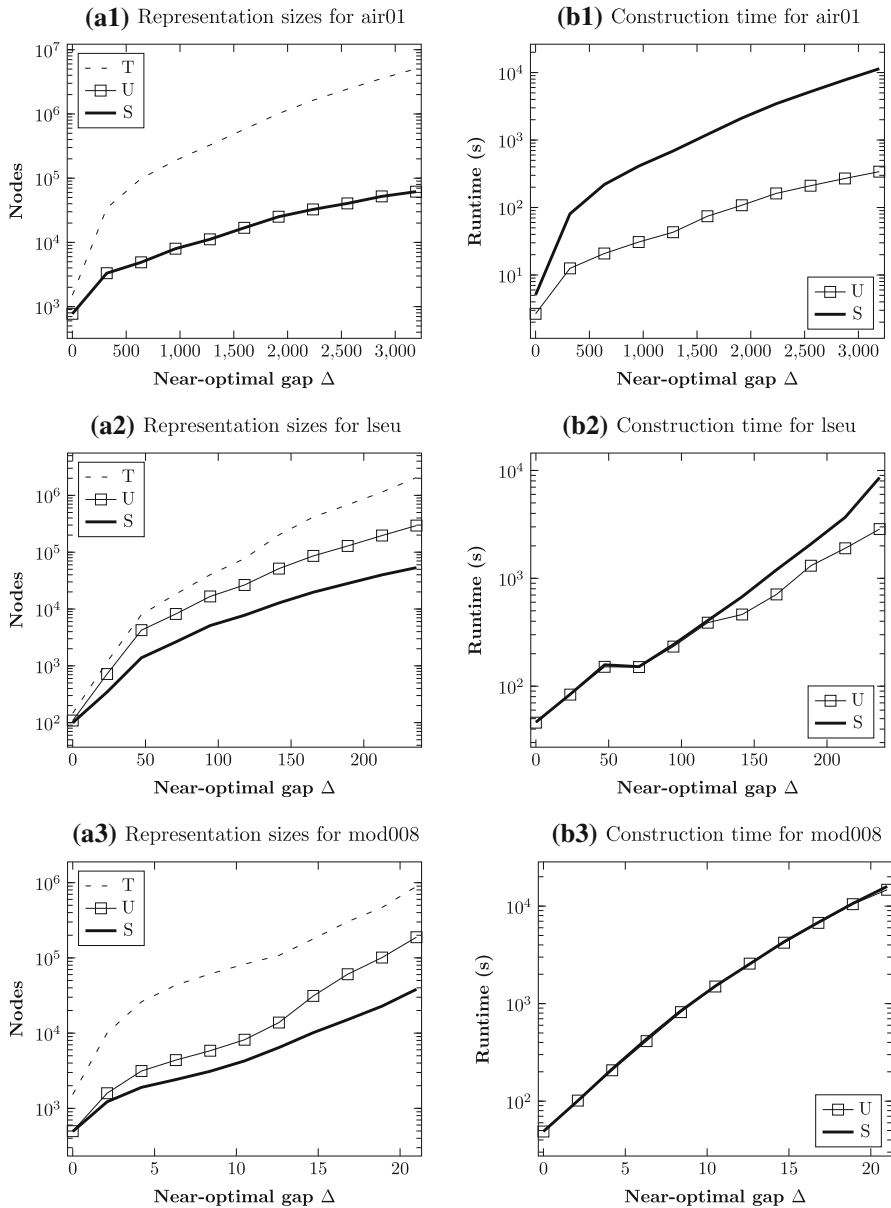 (a1) Representation sizes for air01
10^7
10^6
10^5
10^4
10^3
Nodes
T
U
S
0 500 1,000 1,500 2,000 2,500 3,000
Near-optimal gap Δ
(b1) Construction time for air01
10^4
10^3
10^2
10^1
Runtime (s)
U
S
0 500 1,000 1,500 2,000 2,500 3,000
Near-optimal gap Δ
(a2) Representation sizes for lseu
10^6
10^5
10^4
10^3
10^2
Nodes
T
U
S
0 50 100 150 200
Near-optimal gap Δ
(b2) Construction time for lseu
10^4
10^3
10^2
Runtime (s)
U
S
0 50 100 150 200
Near-optimal gap Δ
(a3) Representation sizes for mod008
10^6
10^5
10^4
10^3
Nodes
T
U
S
0 5 10 15 20
Near-optimal gap Δ
(b3) Construction time for mod008
10^4
10^3
10^2
Runtime (s)
U
S
0 5 10 15 20
Near-optimal gap Δ